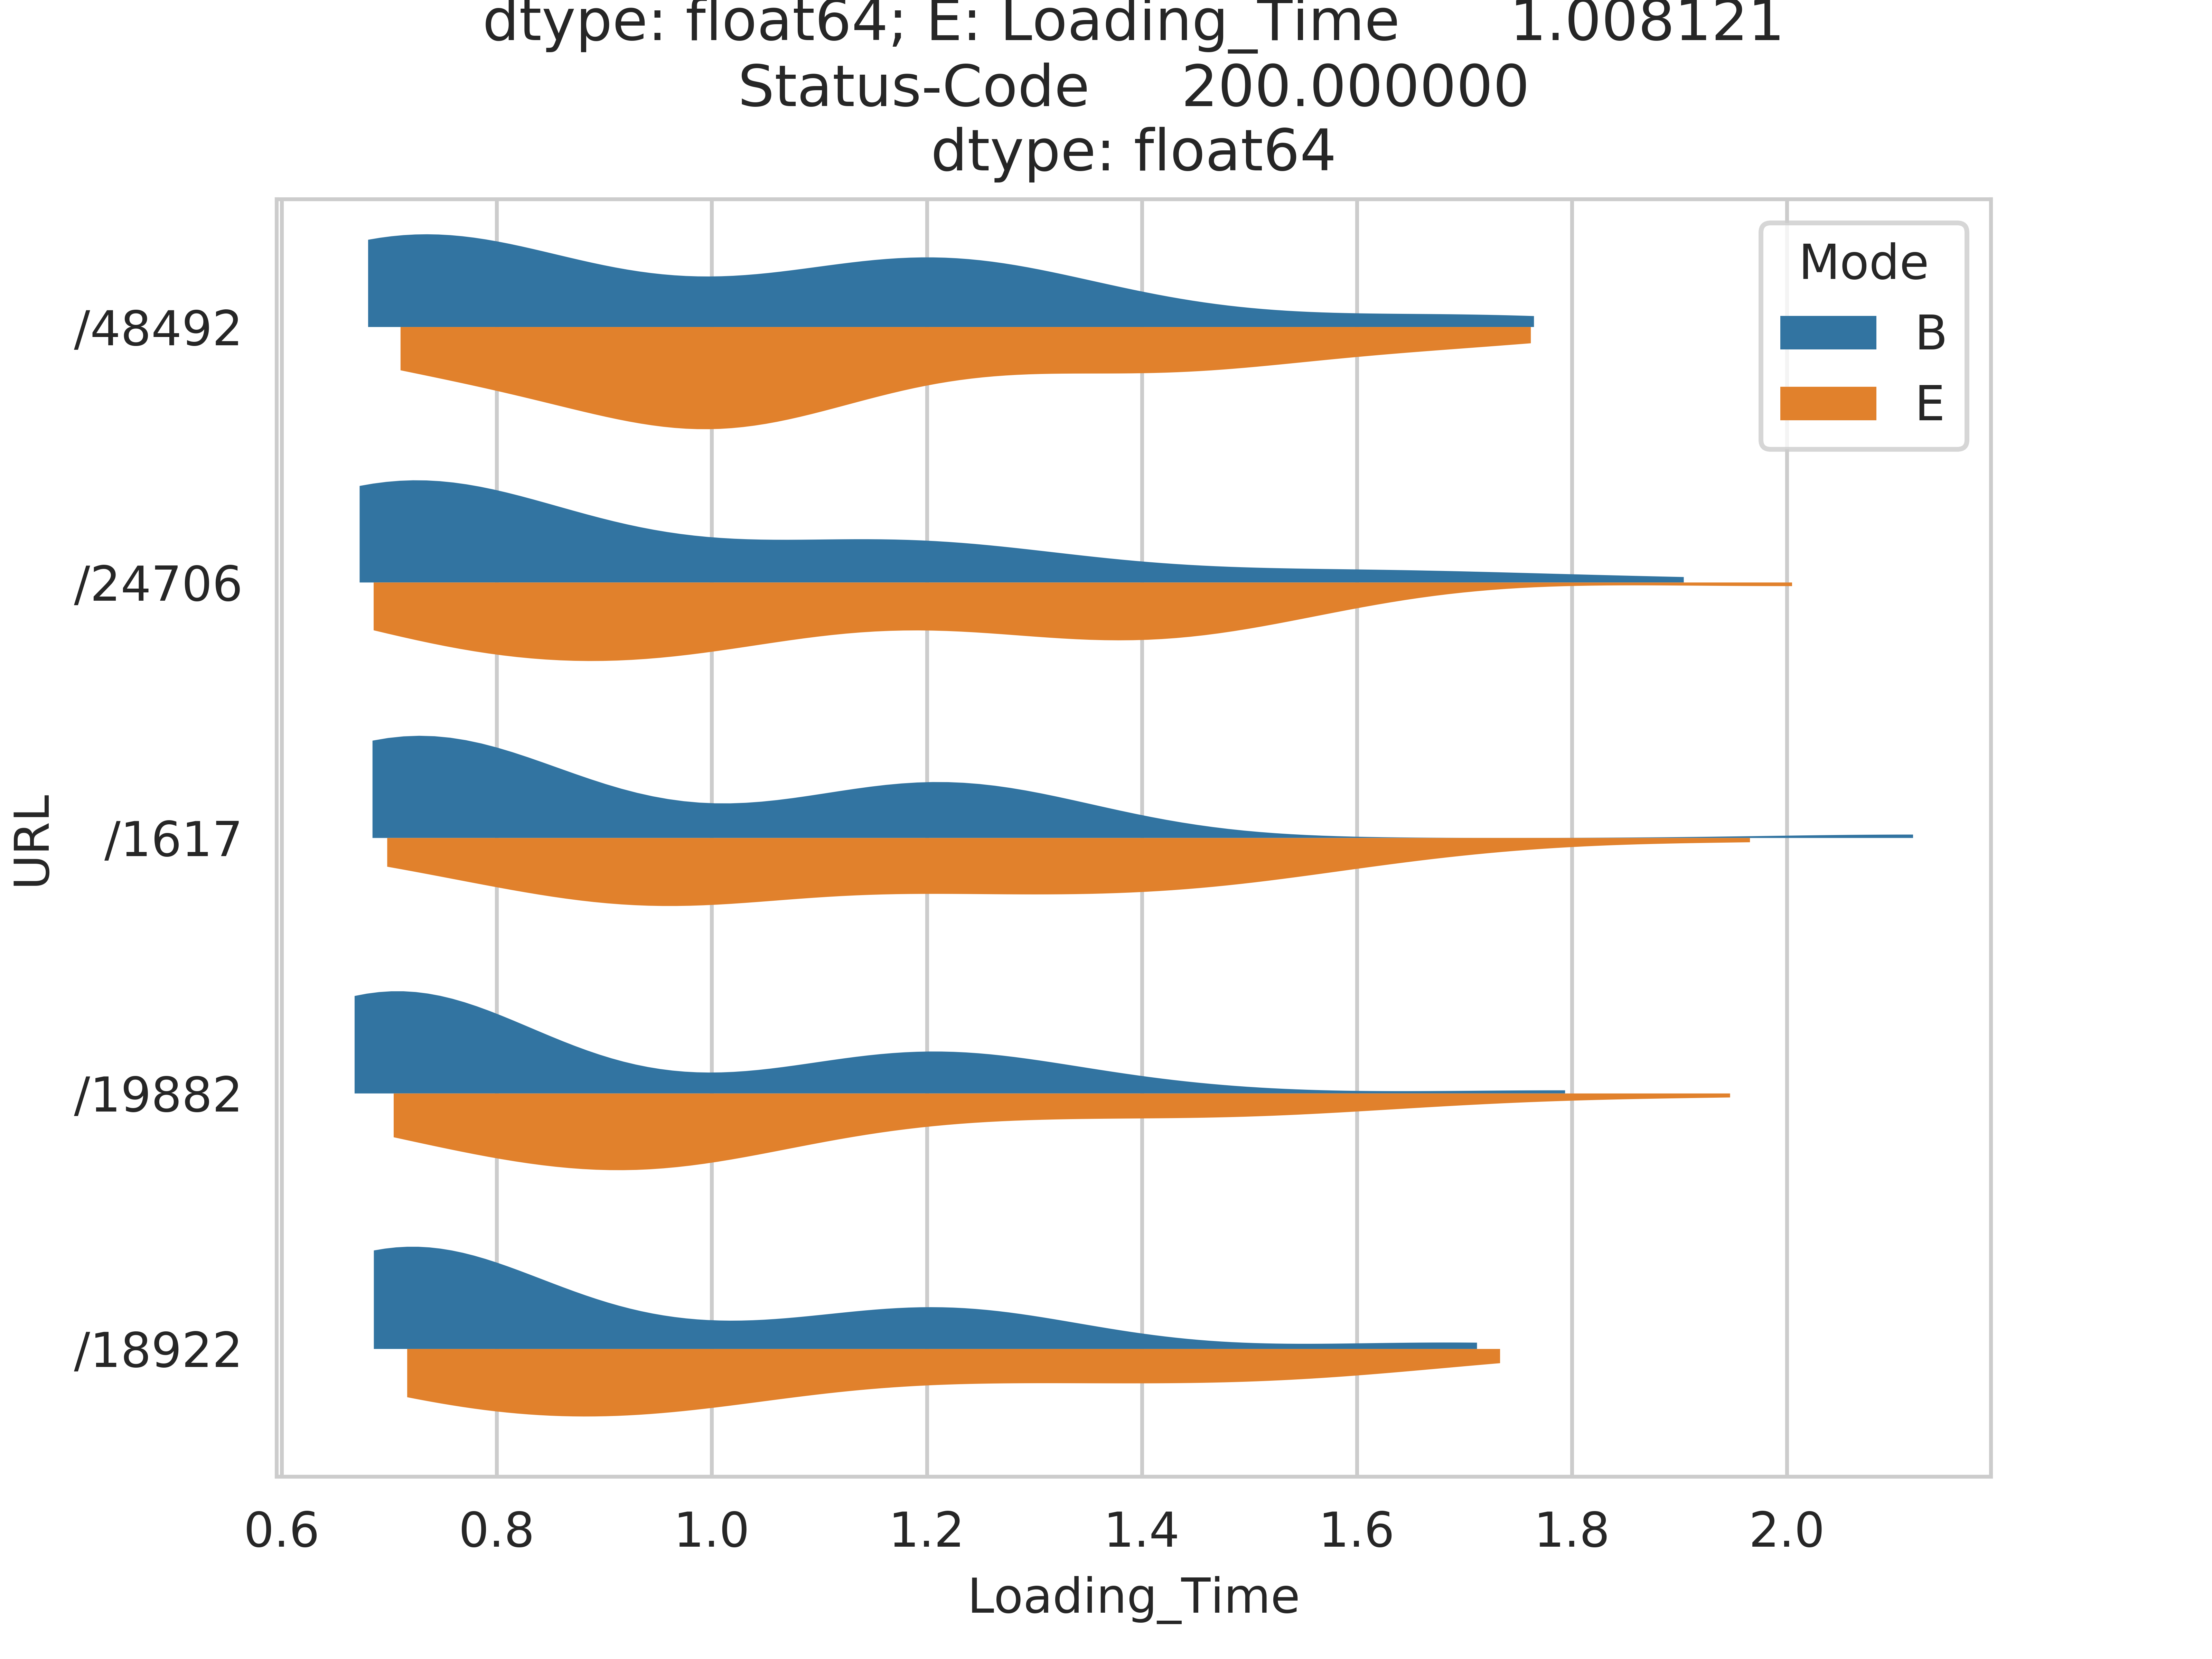 dtype: float64; E: Loading_Time 1.008121
Status-Code 200.000000
dtype: float64
Mode
B
E
/48492
/24706
/1617
/19882
/18922
URL
0.6 0.8 1.0 1.2 1.4 1.6 1.8 2.0
Loading_Time